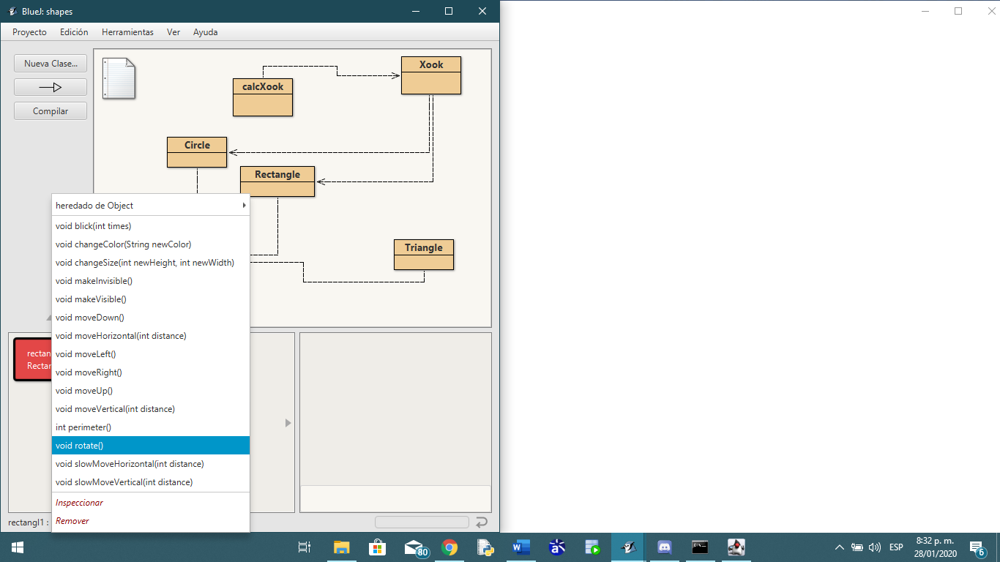 BlueJ: shapes
Proyecto Edición Herramientas Ver Ayuda
Nueva Clase...
Compilar
Xook
calcXook
Circle
Rectangle
Triangle
heredado de Object
void blick(int times)
void changeColor(String newColor)
void changeSize(int newHeight, int newWidth)
void makeInvisible()
void makeVisible()
void moveDown()
void moveHorizontal(int distance)
void moveLeft()
void moveRight()
void moveUp()
void moveVertical(int distance)
int perimeter()
void rotate()
void slowMoveHorizontal(int distance)
void slowMoveVertical(int distance)
Inspeccionar
Remover
rectan
Rectan
rectangl1 :
80
ESP
8:32 p. m.
28/01/2020
6